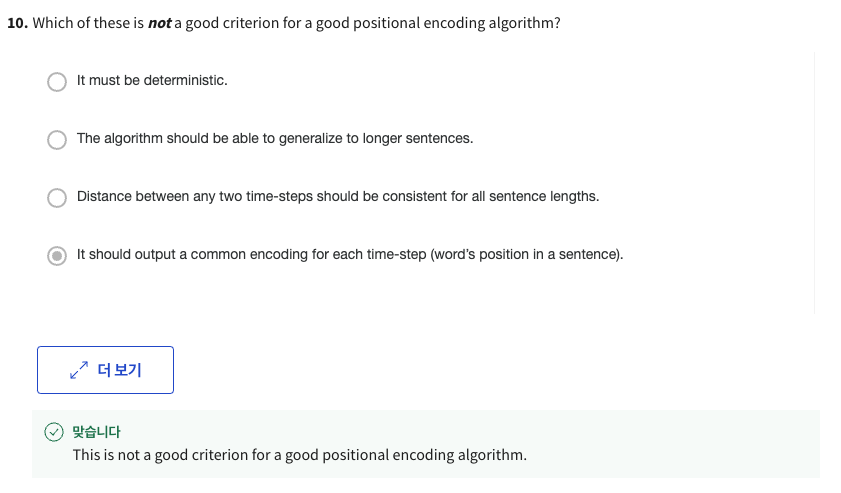 10. Which of these is not a good criterion for a good positional encoding algorithm?
It must be deterministic.
The algorithm should be able to generalize to longer sentences.
Distance between any two time-steps should be consistent for all sentence lengths.
It should output a common encoding for each time-step (word’s position in a sentence).
더 보기
맞습니다
This is not a good criterion for a good positional encoding algorithm.